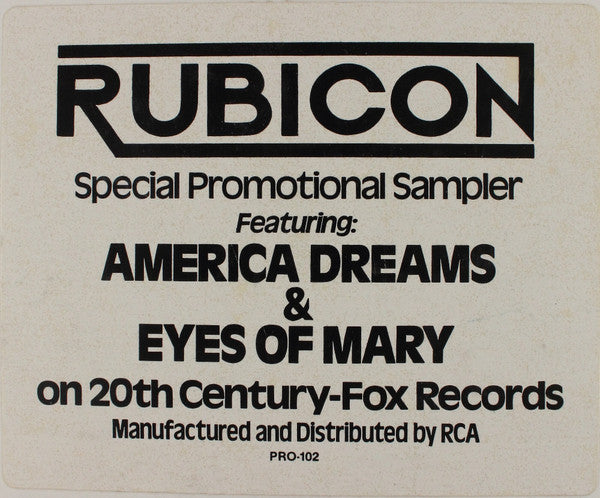 RUBICON
Special Promotional Sampler
Featuring:
AMERICA DREAMS
&
EYES OF MARY
on 20th Century-Fox Records
Manufactured and Distributed by RCA
PRO-102